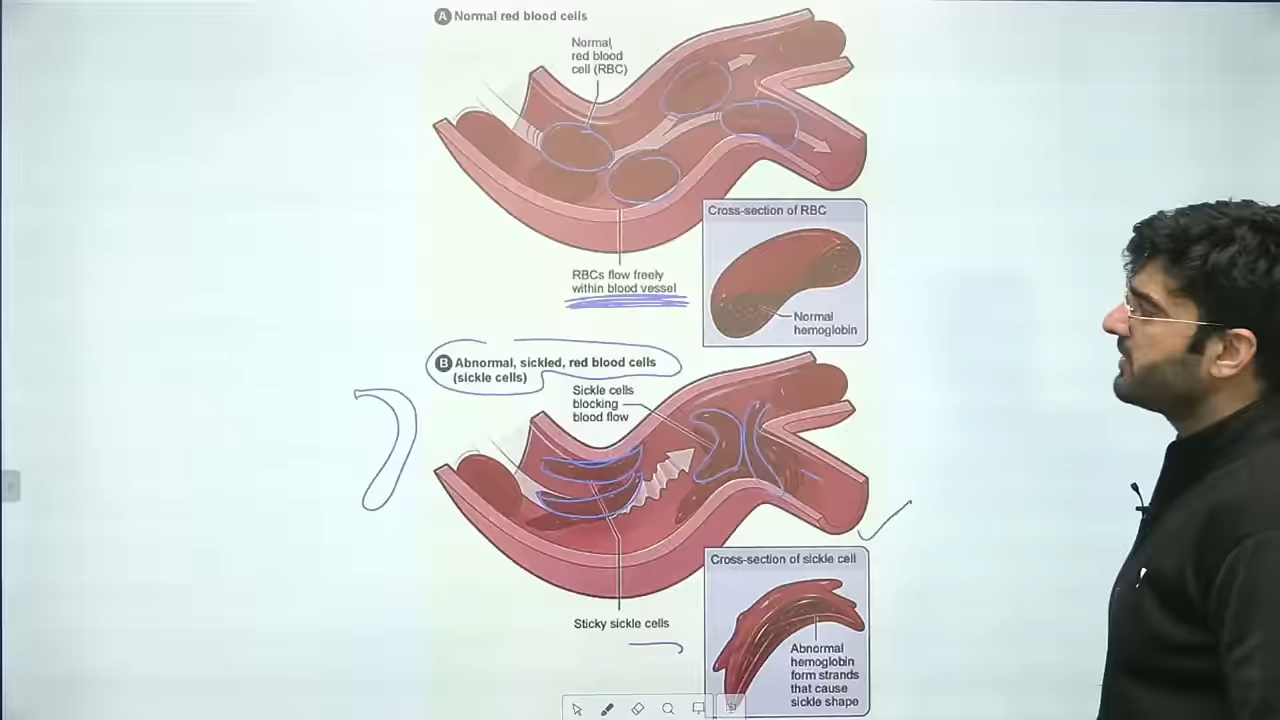 A Normal red blood cells
Normal
red blood
cell (RBC)
Cross-section of RBC
RBCs flow freely
within blood vessel
Normal
hemoglobin
B Abnormal, sickled, red blood cells
(sickle cells)
Sickle cells
blocking
blood flow
Cross-section of sickle cell
Sticky sickle cells
Abnormal
hemoglobin
form strands
that cause
sickle shape